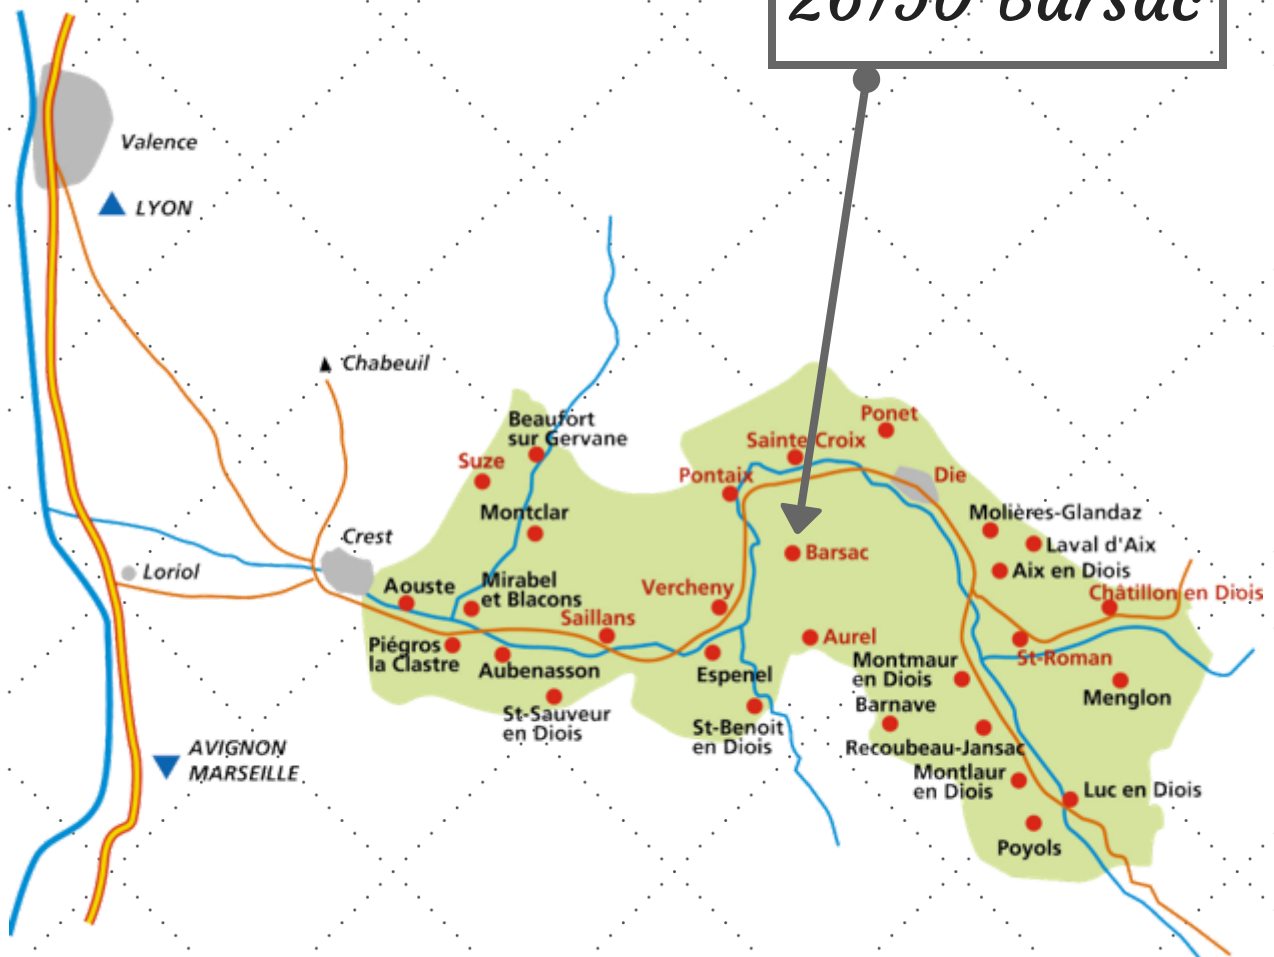 26150 Barsac
Valence
LYON
Chabeuil
Beaufort
sur Gervane
Ponet
Sainte Croix
Suze
Pontaix
Die
Montclar
Molières-Glandaz
Crest
Laval d'Aix
Barsac
Loriol
Aix en Diois
Aouste
Mirabel
et Blacons
Vercheny
Châtillon en Diois
Saillans
Aurel
Piégros
la Clastre
Aubenasson
Espenel
Montmaur
en Diois
St-Roman
Menglon
St-Sauveur
en Diois
St-Benoit
en Diois
Barnave
Recoubeau-Jansac
AVIGNON
MARSEILLE
Montlaur
en Diois
Luc en Diois
Poyols